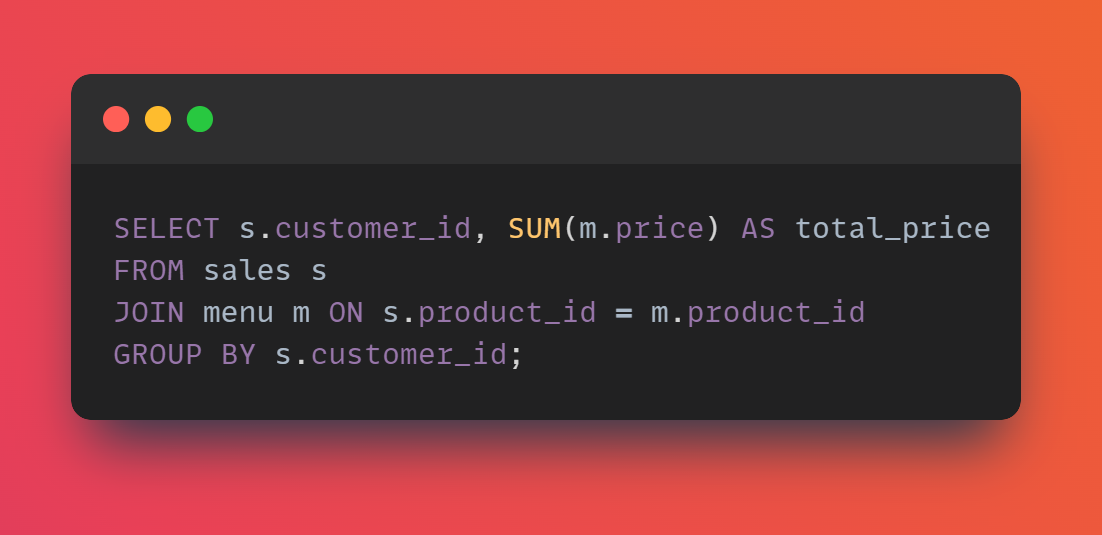 SELECT s.customer_id, SUM(m.price) AS total_price
FROM sales s
JOIN menu m ON s.product_id = m.product_id
GROUP BY s.customer_id;